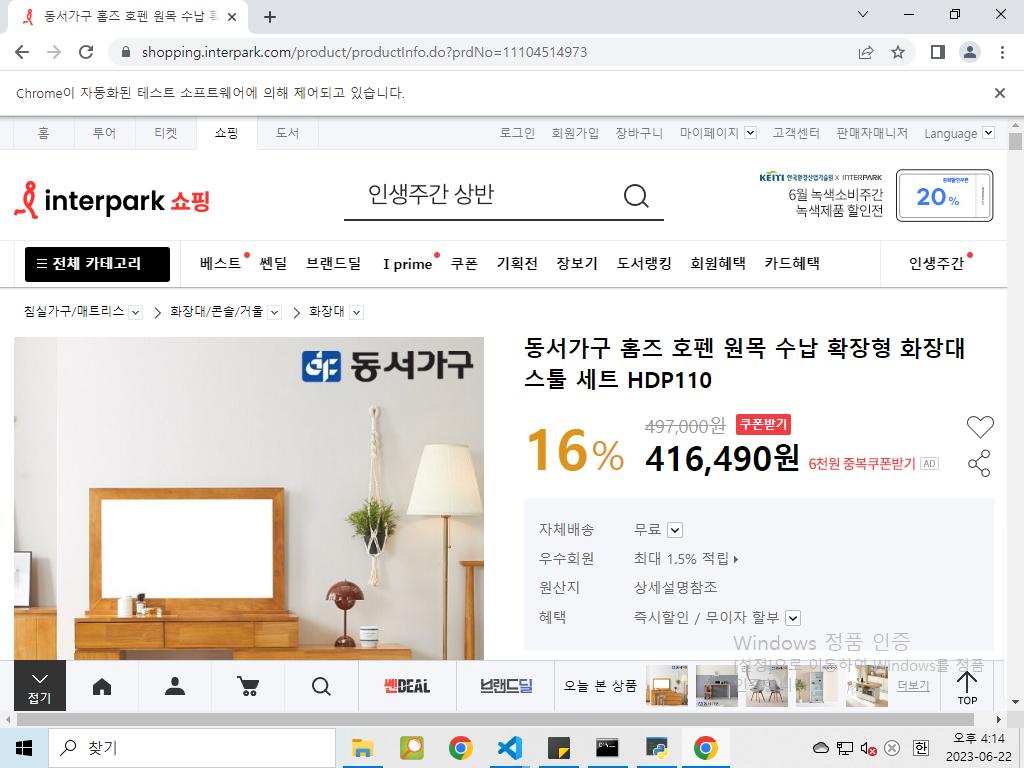 동서가구 홈즈 호펜 원목 수납 확
shopping.interpark.com/product/productInfo.do?prdNo=11104514973
Chrome이 자동화된 테스트 소프트웨어에 의해 제어되고 있습니다.
홈 투어 티켓 쇼핑 도서 로그인 회원가입 장바구니 마이페이지 고객센터 판매자매니저 Language
interpark 쇼핑
인생주간 상반
KEITI 한국환경산업기술원 X INTERPARK
6월 녹색소비주간
녹색제품 할인전
중복할인쿠폰
20%
전체 카테고리 베스트 쎈딜 브랜드딜 I prime 쿠폰 기획전 장보기 도서랭킹 회원혜택 카드혜택 인생주간
침실가구/매트리스 화장대/콘솔/거울 화장대
동서가구
동서가구 홈즈 호펜 원목 수납 확장형 화장대
스툴 세트 HDP110
16%
497,000원 쿠폰받기
416,490원 6천원 중복쿠폰받기 AD
자체배송 무료
우수회원 최대 1.5% 적립
원산지 상세설명참조
혜택 즉시할인 / 무이자 할부
Windows 정품 인증
[설정]으로 이동하여 Windows를 정품
접기
쎈DEAL 브랜드딜 오늘 본 상품 더보기 TOP
찾기
한
오후 4:14
2023-06-22